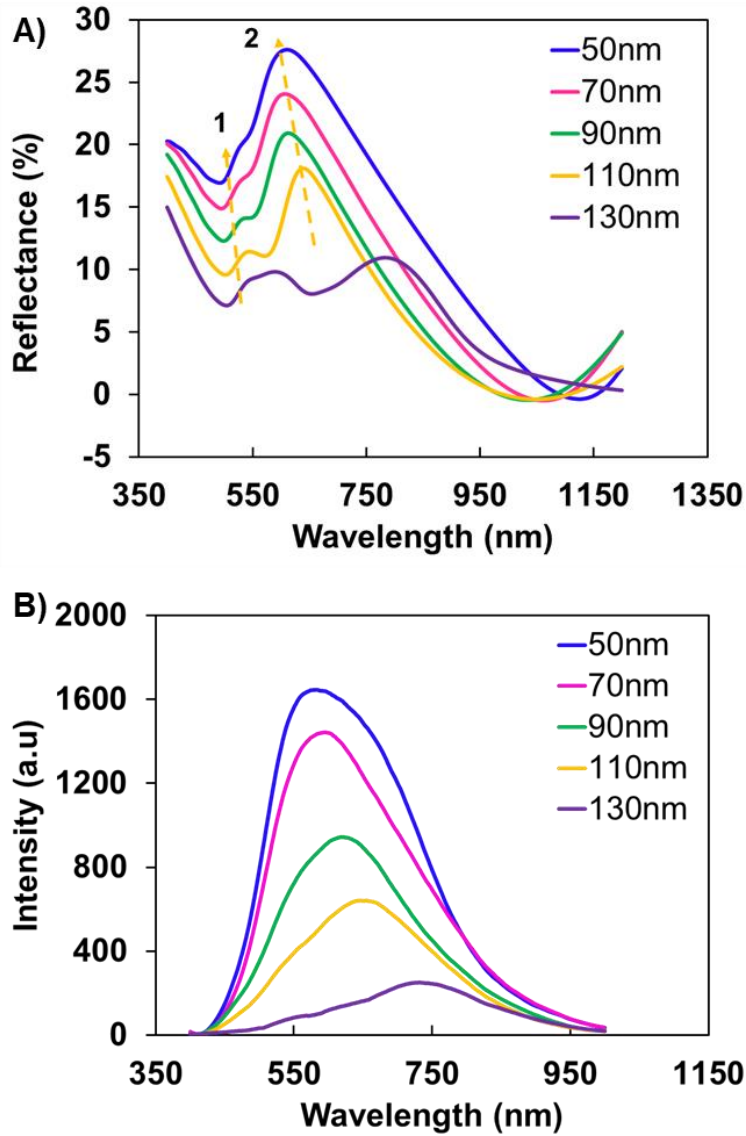 A)
30
25
20
15
10
5
0
-5
Reflectance (%)
1
2
50nm
70nm
90nm
110nm
130nm
350 550 750 950 1150 1350
Wavelength (nm)
B)
2000
1600
1200
800
400
0
Intensity (a.u)
50nm
70nm
90nm
110nm
130nm
350 550 750 950 1150
Wavelength (nm)